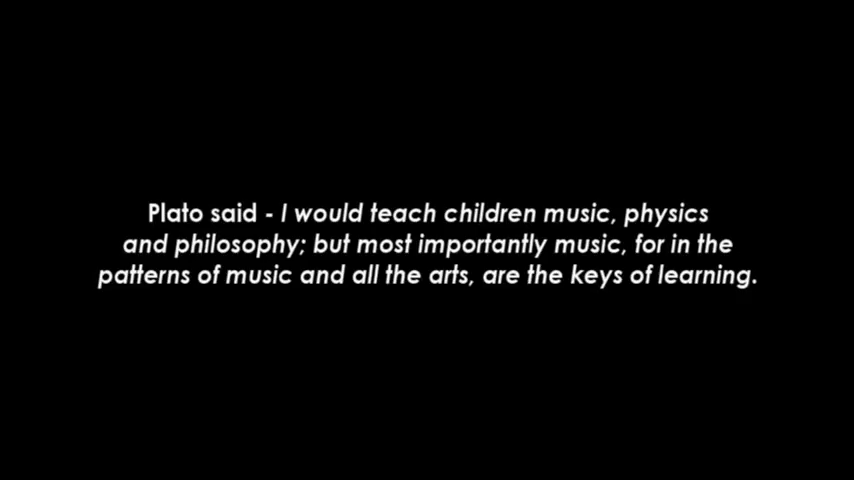 Plato said - I would teach children music, physics
and philosophy; but most importantly music, for in the
patterns of music and all the arts, are the keys of learning.